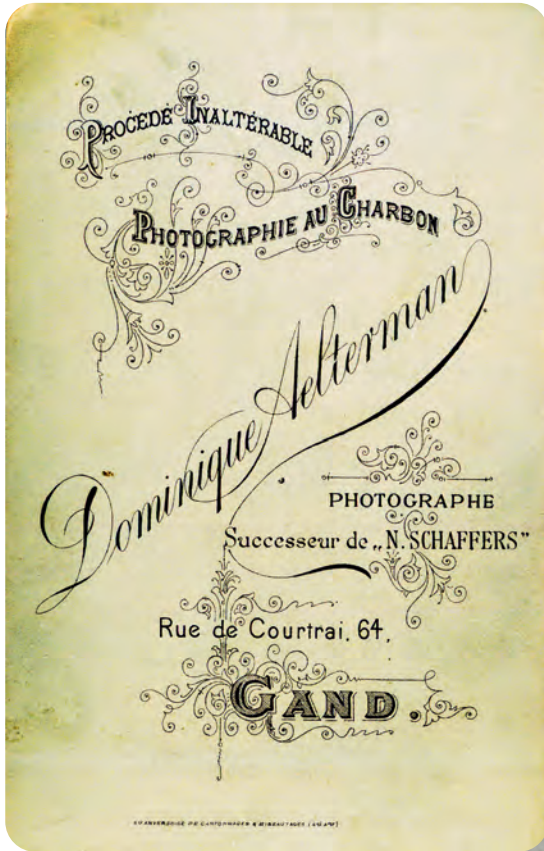 PROCÉDÉ INALTÉRABLE
PHOTOGRAPHIE AU CHARBON
Dominique Aelterman
PHOTOGRAPHE
Successeur de „N. SCHAFFERS"
Rue de Courtrai, 64,
GAND.